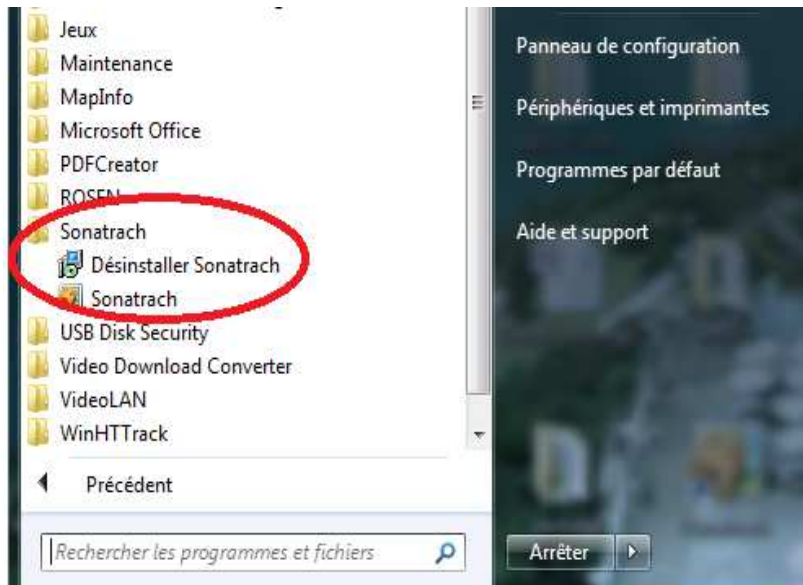 Jeux
Maintenance
MapInfo
Microsoft Office
PDFCreator
ROSEN
Sonatrach
Désinstaller Sonatrach
Sonatrach
USB Disk Security
Video Download Converter
VideoLAN
WinHTTrack
Précédent
Rechercher les programmes et fichiers
Panneau de configuration
Périphériques et imprimantes
Programmes par défaut
Aide et support
Arrêter